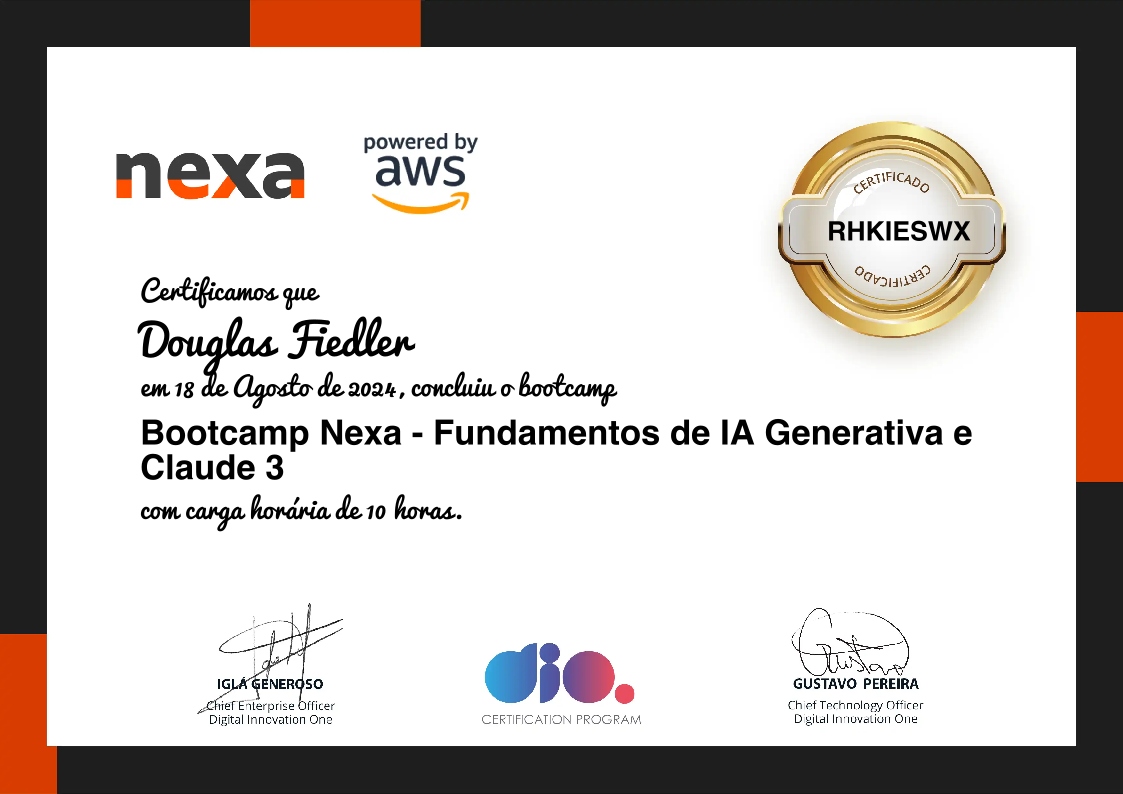 nexa
powered by
aws
CERTIFICADO
RHKIESWX
CERTIFICADO
Certificamos que
Douglas Fiedler
em 18 de Agosto de 2024, concluiu o bootcamp
Bootcamp Nexa - Fundamentos de IA Generativa e
Claude 3
com carga horária de 10 horas.
IGLÁ GENEROSO
Chief Enterprise Officer
Digital Innovation One
dio.
CERTIFICATION PROGRAM
Gustavo
GUSTAVO PEREIRA
Chief Technology Officer
Digital Innovation One